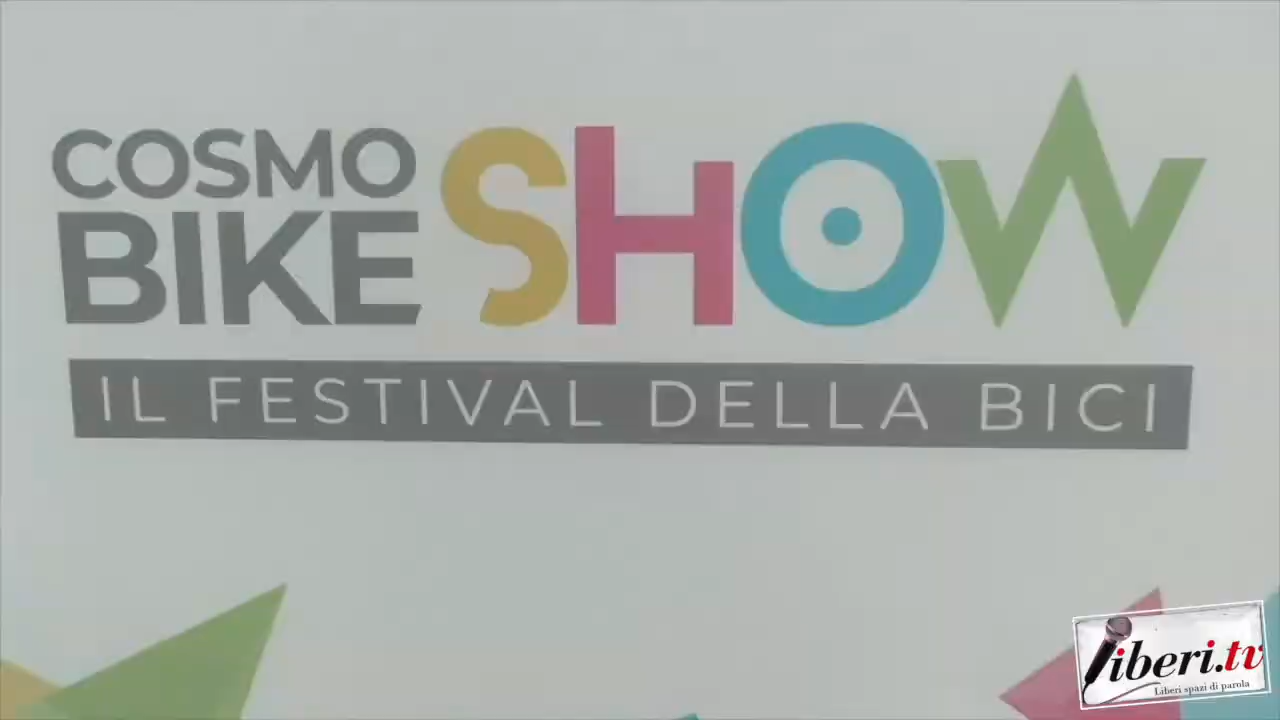 COSMO
BIKE SHOW
IL FESTIVAL DELLA BICI
liberi.tv
Liberi spazi di parola